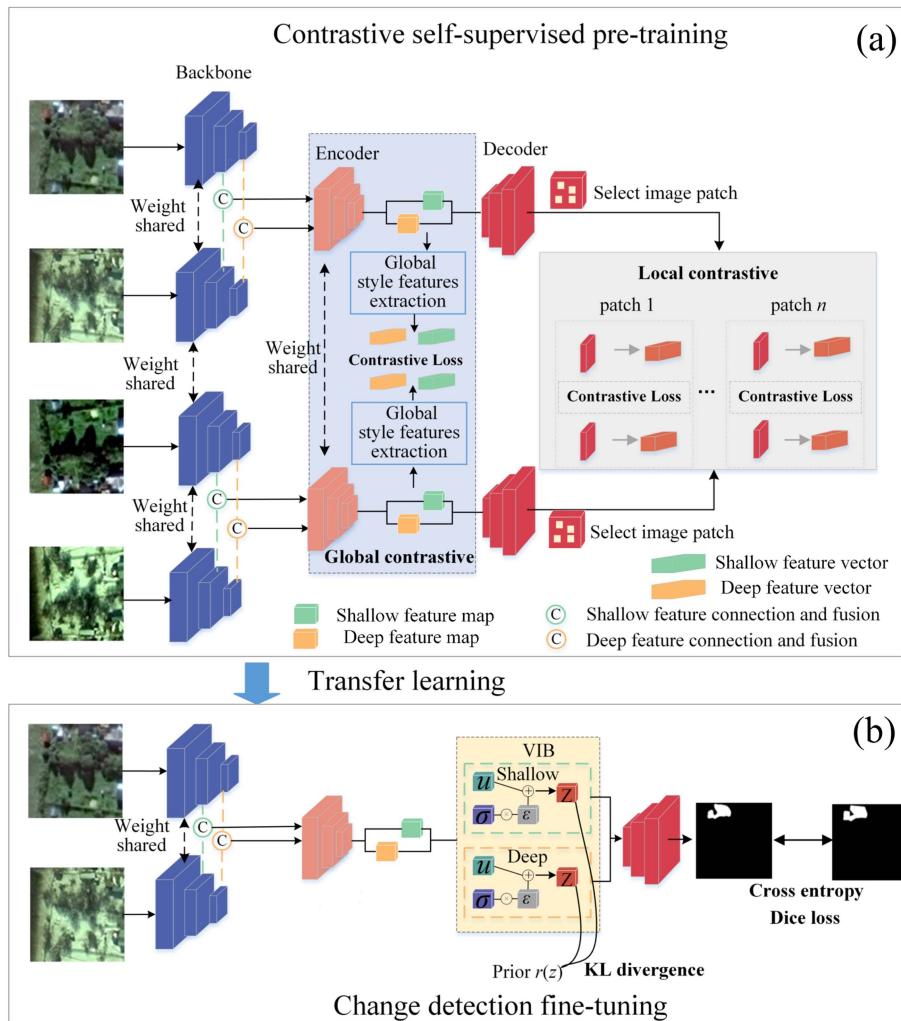 Contrastive self-supervised pre-training
(a)
Backbone
Encoder
Decoder
C
C
Weight
shared
Select image patch
Global
style features
extraction
Local contrastive
patch 1
patch n
Weight
shared
Weight
shared
Contrastive Loss
Contrastive Loss
...
Contrastive Loss
Global
style features
extraction
Weight
shared
C
C
Global contrastive
Select image patch
Shallow feature vector
Deep feature vector
Shallow feature map
C
Shallow feature connection and fusion
Deep feature map
C
Deep feature connection and fusion
Transfer learning
(b)
VIB
Shallow
u
+
Z
σ
×
ε
Weight
shared
C
C
Deep
u
+
Z
σ
×
ε
Cross entropy
Dice loss
Prior r(z)
KL divergence
Change detection fine-tuning